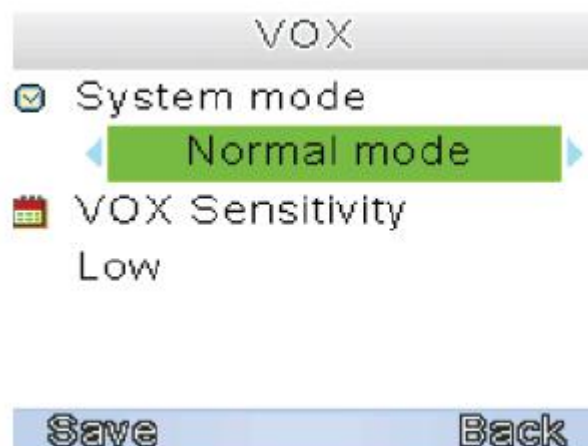 VOX
System mode
Normal mode
VOX Sensitivity
Low
Save Back